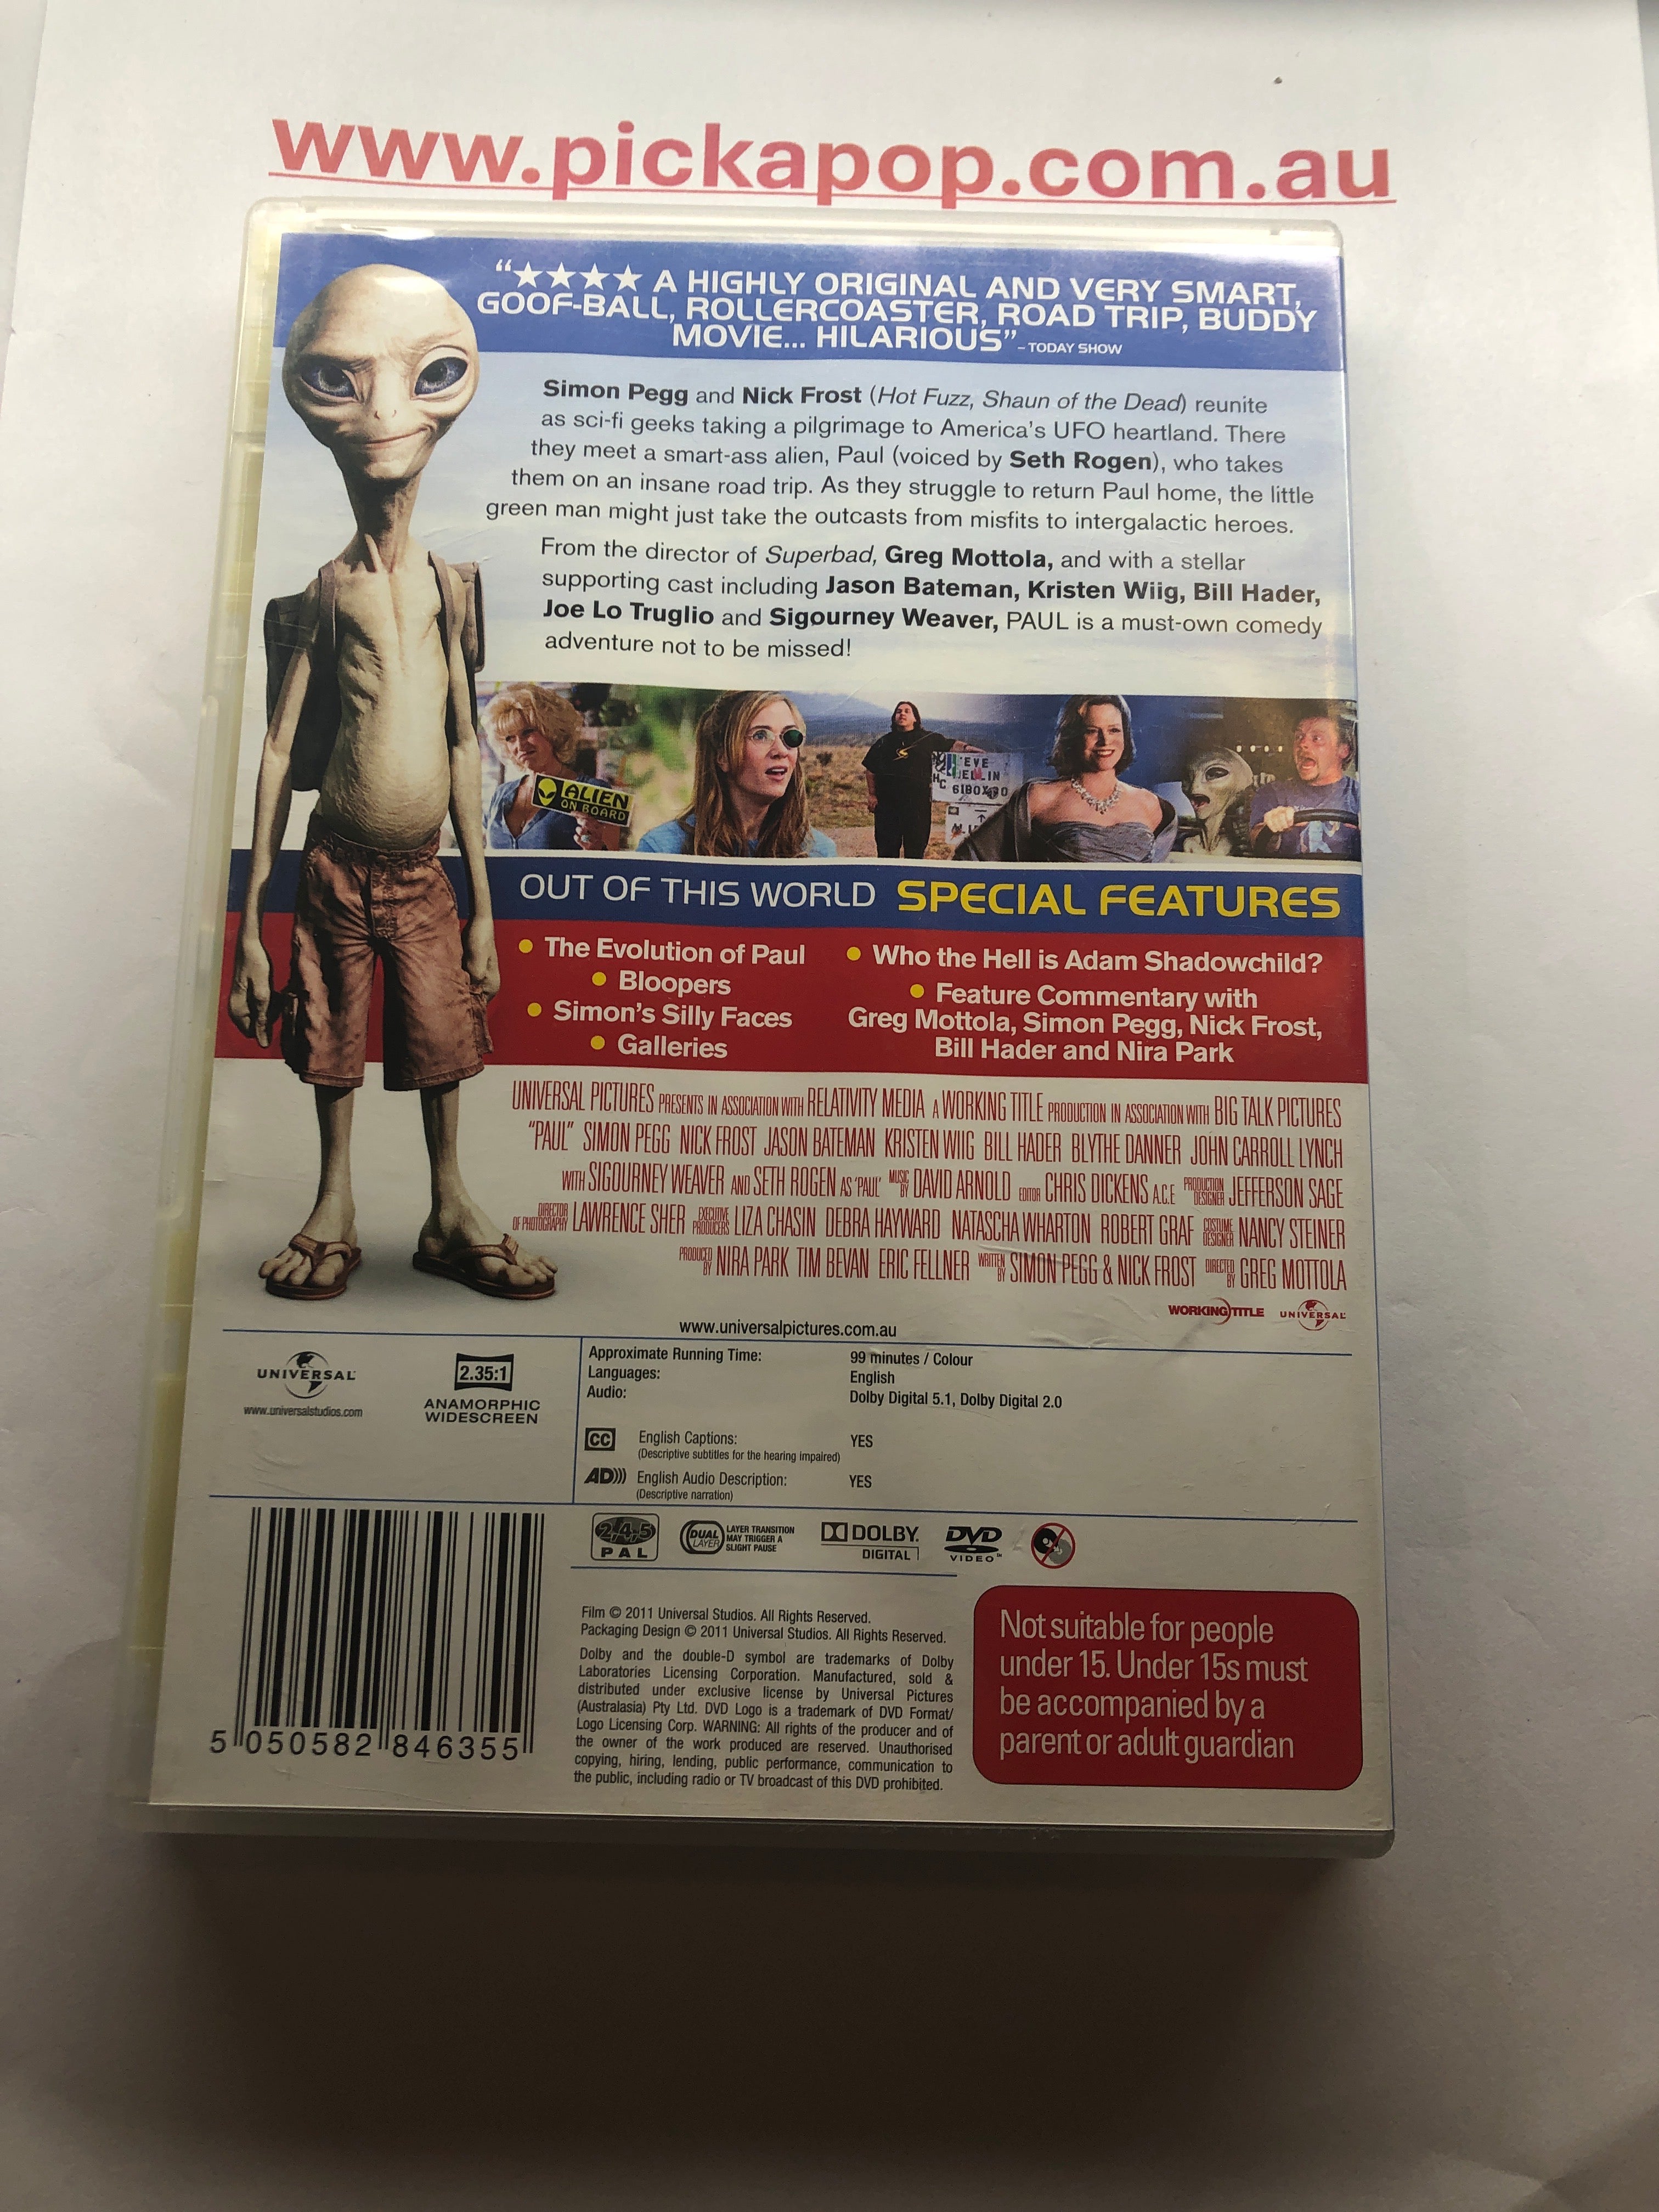 www.pickapop.com.au
“★★★★ A HIGHLY ORIGINAL AND VERY SMART,
GOOF-BALL, ROLLERCOASTER, ROAD TRIP, BUDDY
MOVIE... HILARIOUS” – TODAY SHOW
Simon Pegg and Nick Frost (Hot Fuzz, Shaun of the Dead) reunite
as sci-fi geeks taking a pilgrimage to America's UFO heartland. There
they meet a smart-ass alien, Paul (voiced by Seth Rogen), who takes
them on an insane road trip. As they struggle to return Paul home, the little
green man might just take the outcasts from misfits to intergalactic heroes.
From the director of Superbad, Greg Mottola, and with a stellar
supporting cast including Jason Bateman, Kristen Wiig, Bill Hader,
Joe Lo Truglio and Sigourney Weaver, PAUL is a must-own comedy
adventure not to be missed!
ALIEN
ON BOARD
OUT OF THIS WORLD SPECIAL FEATURES
• The Evolution of Paul
• Bloopers
• Simon's Silly Faces
• Galleries
• Who the Hell is Adam Shadowchild?
• Feature Commentary with
Greg Mottola, Simon Pegg, Nick Frost,
Bill Hader and Nira Park
UNIVERSAL PICTURES PRESENTS IN ASSOCIATION WITH RELATIVITY MEDIA A WORKING TITLE PRODUCTION IN ASSOCIATION WITH BIG TALK PICTURES
“PAUL” SIMON PEGG NICK FROST JASON BATEMAN KRISTEN WIIG BILL HADER BLYTHE DANNER JOHN CARROLL LYNCH
WITH SIGOURNEY WEAVER AND SETH ROGEN AS 'PAUL' MUSIC BY DAVID ARNOLD EDITOR CHRIS DICKENS A.C.E PRODUCTION DESIGNER JEFFERSON SAGE
DIRECTOR OF PHOTOGRAPHY LAWRENCE SHER EXECUTIVE PRODUCERS LIZA CHASIN DEBRA HAYWARD NATASCHA WHARTON ROBERT GRAF COSTUME DESIGNER NANCY STEINER
PRODUCED BY NIRA PARK TIM BEVAN ERIC FELLNER WRITTEN BY SIMON PEGG & NICK FROST DIRECTED BY GREG MOTTOLA
WORKING TITLE UNIVERSAL
www.universalpictures.com.au
UNIVERSAL
www.universalstudios.com
2.35:1
ANAMORPHIC
WIDESCREEN
Approximate Running Time: 99 minutes / Colour
Languages: English
Audio: Dolby Digital 5.1, Dolby Digital 2.0
CC English Captions: YES
(Descriptive subtitles for the hearing impaired)
AD))) English Audio Description: YES
(Descriptive narration)
2,4,5
PAL
DUAL
LAYER
LAYER TRANSITION
MAY TRIGGER A
SLIGHT PAUSE
DOLBY
DIGITAL
DVD
VIDEO™
5 050582 846355
Film © 2011 Universal Studios. All Rights Reserved.
Packaging Design © 2011 Universal Studios. All Rights Reserved.
Dolby and the double-D symbol are trademarks of Dolby
Laboratories Licensing Corporation. Manufactured, sold &
distributed under exclusive license by Universal Pictures
(Australasia) Pty Ltd. DVD Logo is a trademark of DVD Format/
Logo Licensing Corp. WARNING: All rights of the producer and of
the owner of the work produced are reserved. Unauthorised
copying, hiring, lending, public performance, communication to
the public, including radio or TV broadcast of this DVD prohibited.
Not suitable for people
under 15. Under 15s must
be accompanied by a
parent or adult guardian